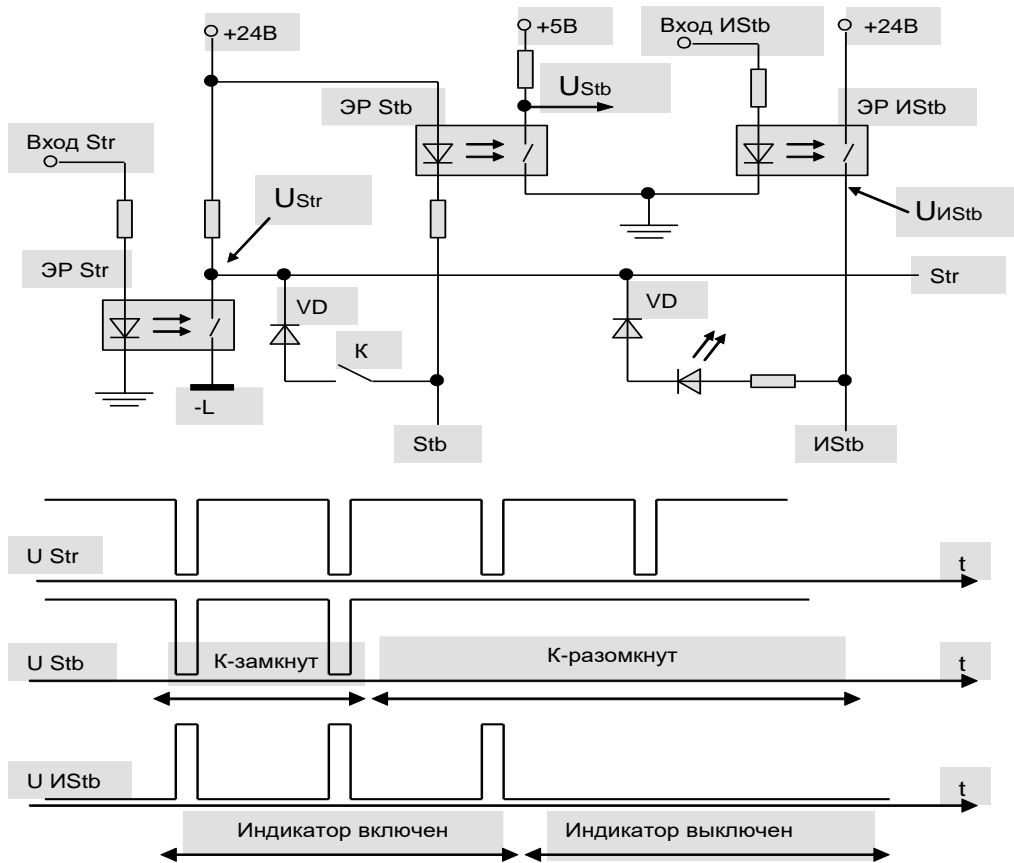 +24В
+5В
Вход ИStb
+24В
UStb
ЭР Stb
ЭР ИStb
Вход Str
UStr
UИStb
ЭР Str
Str
VD
VD
К
-L
Stb
ИStb
U Str
t
К-замкнут
К-разомкнут
U Stb
t
U ИStb
t
Индикатор включен
Индикатор выключен